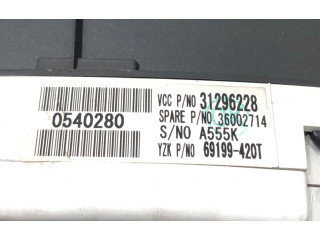 VCC P/NO 31296228
0540280
SPARE P/NO 36002714
S/NO A555K
YZK P/NO 69199-420T